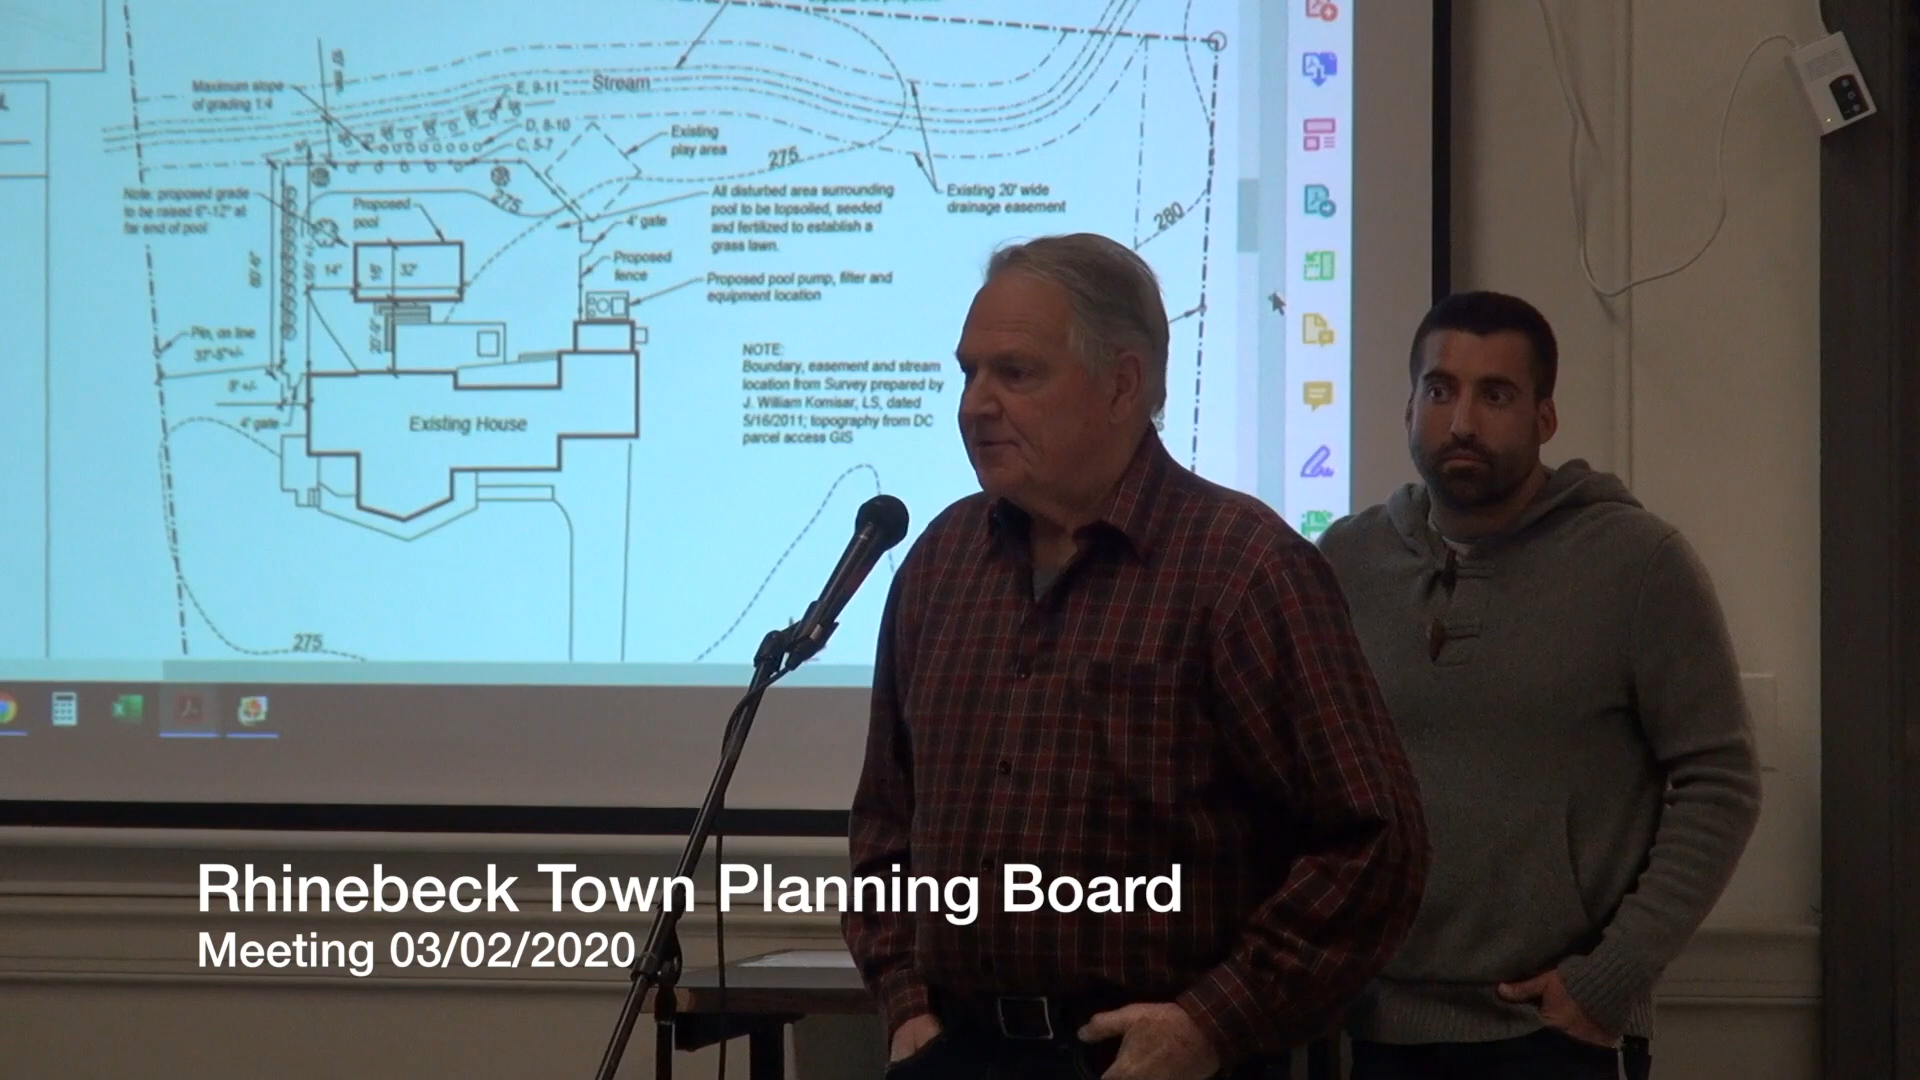 Maximum slope
of grading 1:4
E, 9-11
Stream
D, 8-10
C, 5-7
Existing
play area
275
Note: proposed grade
to be raised 6"-12" at
far end of pool
Proposed
pool
275
All disturbed area surrounding
pool to be topsoiled, seeded
and fertilized to establish a
grass lawn.
Existing 20' wide
drainage easement
280
4' gate
Proposed
fence
14'
32'
Proposed pool pump, filter and
equipment location
Pin, on line
8' +/-
4' gate
Existing House
NOTE:
Boundary, easement and stream
location from Survey prepared by
J. William Komisar, LS, dated
5/16/2011; topography from DC
parcel access GIS
275
Rhinebeck Town Planning Board
Meeting 03/02/2020